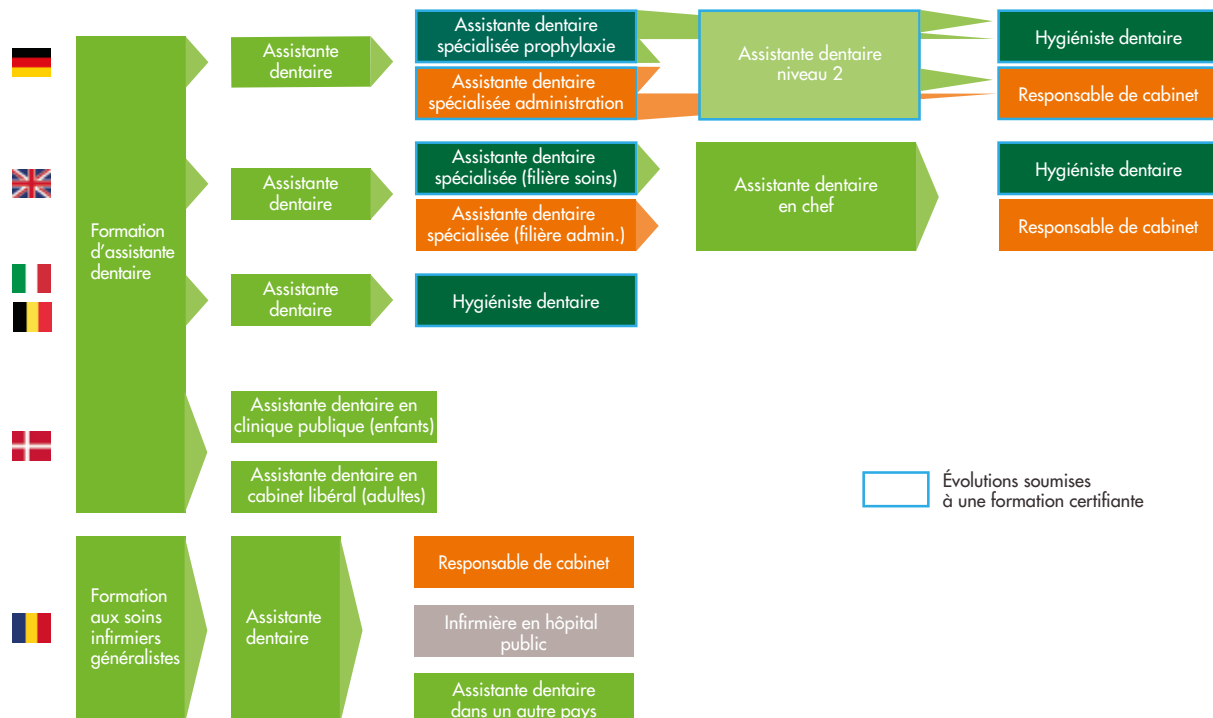 Formation
d'assistante
dentaire
Assistante
dentaire
Assistante dentaire
spécialisée prophylaxie
Assistante dentaire
spécialisée administration
Assistante dentaire
niveau 2
Hygiéniste dentaire
Responsable de cabinet
Assistante
dentaire
Assistante dentaire
spécialisée (filière soins)
Assistante dentaire
spécialisée (filière admin.)
Assistante dentaire
en chef
Hygiéniste dentaire
Responsable de cabinet
Assistante
dentaire
Hygiéniste dentaire
Assistante dentaire en
clinique publique (enfants)
Assistante dentaire en
cabinet libéral (adultes)
Évolutions soumises
à une formation certifiante
Formation
aux soins
infirmiers
généralistes
Assistante
dentaire
Responsable de cabinet
Infirmière en hôpital
public
Assistante dentaire
dans un autre pays